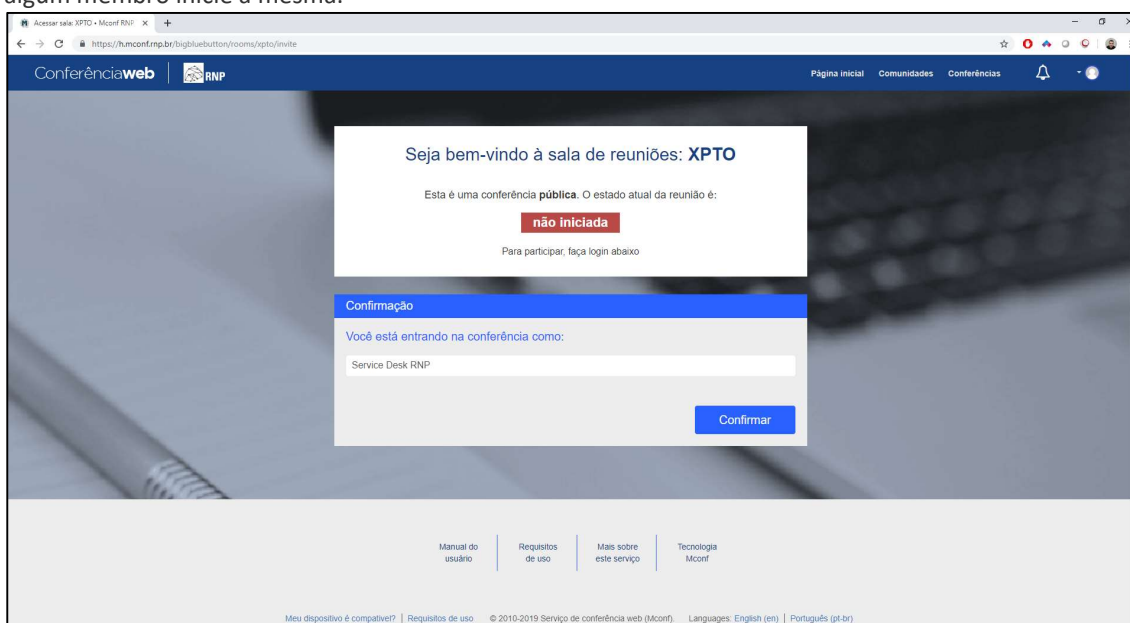 algum membro inicie a mesma.
Acessar sala: XPTO • Mconf RNP
https://h.mconf.rnp.br/bigbluebutton/rooms/xpto/invite
Conferênciaweb
RNP
Página inicial Comunidades Conferências
Seja bem-vindo à sala de reuniões: XPTO
Esta é uma conferência pública. O estado atual da reunião é:
não iniciada
Para participar, faça login abaixo
Confirmação
Você está entrando na conferência como:
Service Desk RNP
Confirmar
Manual do
usuário
Requisitos
de uso
Mais sobre
este serviço
Tecnologia
Mconf
Meu dispositivo é compatível? | Requisitos de uso © 2010-2019 Serviço de conferência web (Mconf). Languages: English (en) | Português (pt-br)